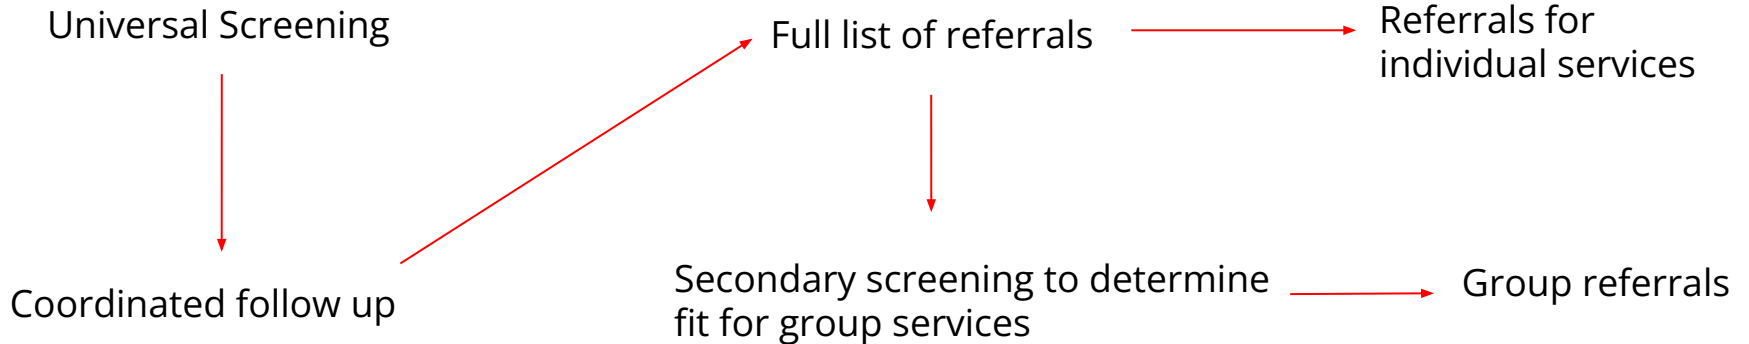 Universal Screening
Full list of referrals
Referrals for
individual services
Coordinated follow up
Secondary screening to determine
fit for group services
Group referrals